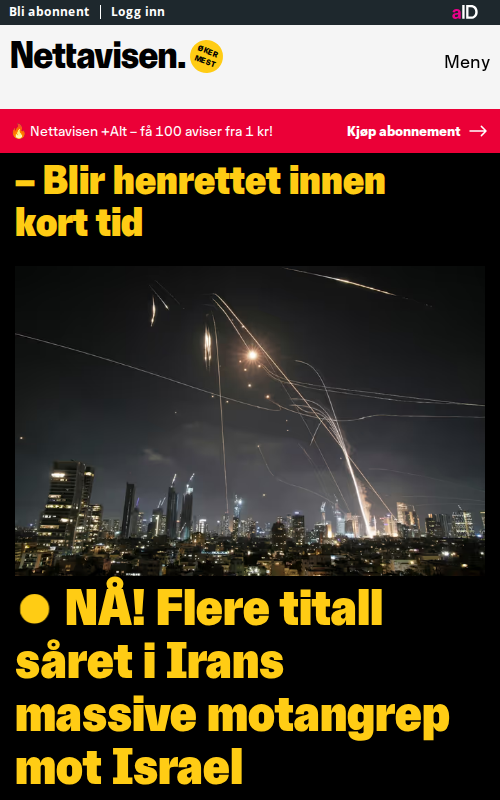 Bli abonnent | Logg inn
aID
Nettavisen.
ØKER
MEST
Meny
🔥 Nettavisen +Alt – få 100 aviser fra 1 kr!
Kjøp abonnement →
– Blir henrettet innen
kort tid
● NÅ! Flere titall
såret i Irans
massive motangrep
mot Israel